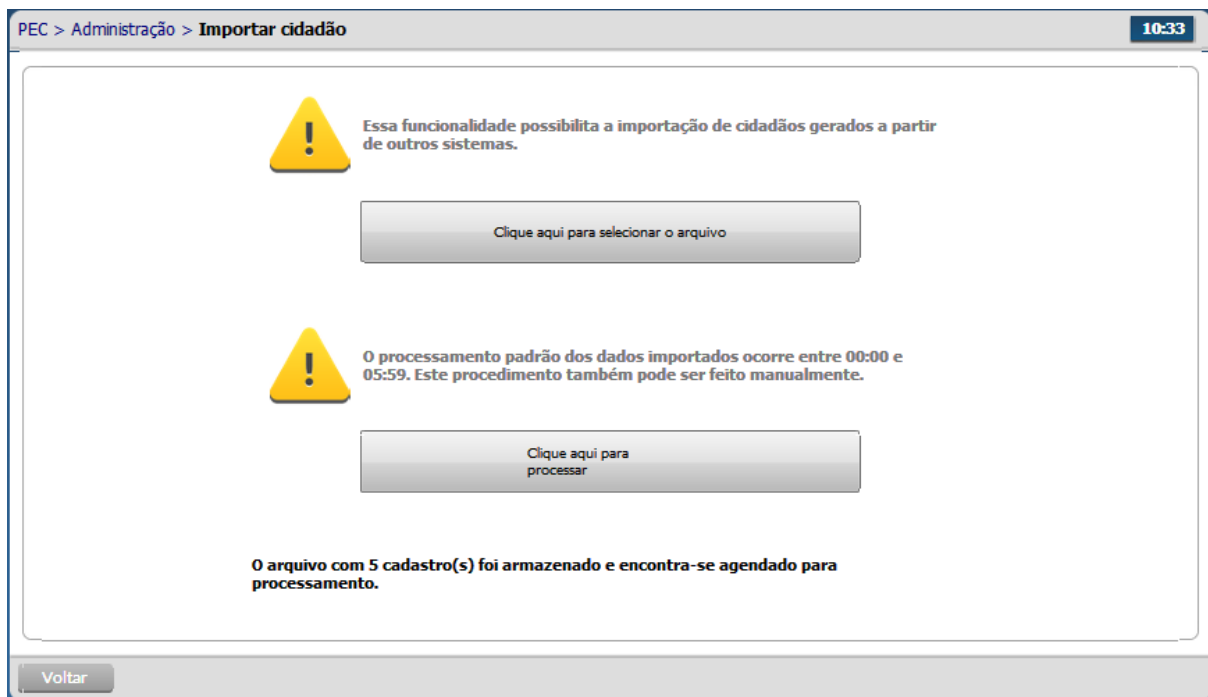 PEC > Administração > Importar cidadão
10:33
Essa funcionalidade possibilita a importação de cidadãos gerados a partir
de outros sistemas.
Clique aqui para selecionar o arquivo
O processamento padrão dos dados importados ocorre entre 00:00 e
05:59. Este procedimento também pode ser feito manualmente.
Clique aqui para
processar
O arquivo com 5 cadastro(s) foi armazenado e encontra-se agendado para
processamento.
Voltar